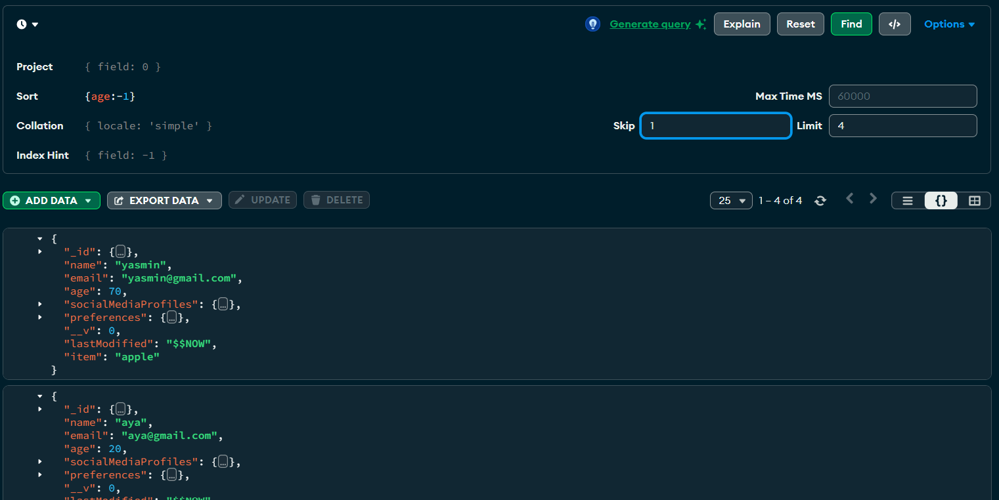 Generate query Explain Reset Find </> Options
Project { field: 0 }
Sort {age:-1} Max Time MS 60000
Collation { locale: 'simple' } Skip 1 Limit 4
Index Hint { field: -1 }
ADD DATA EXPORT DATA UPDATE DELETE 25 1 – 4 of 4 {}
{
"_id": {…},
"name": "yasmin",
"email": "yasmin@gmail.com",
"age": 70,
"socialMediaProfiles": {…},
"preferences": {…},
"__v": 0,
"lastModified": "$$NOW",
"item": "apple"
}
{
"_id": {…},
"name": "aya",
"email": "aya@gmail.com",
"age": 20,
"socialMediaProfiles": {…},
"preferences": {…},
"__v": 0,
"lastModified": "$$NOW"